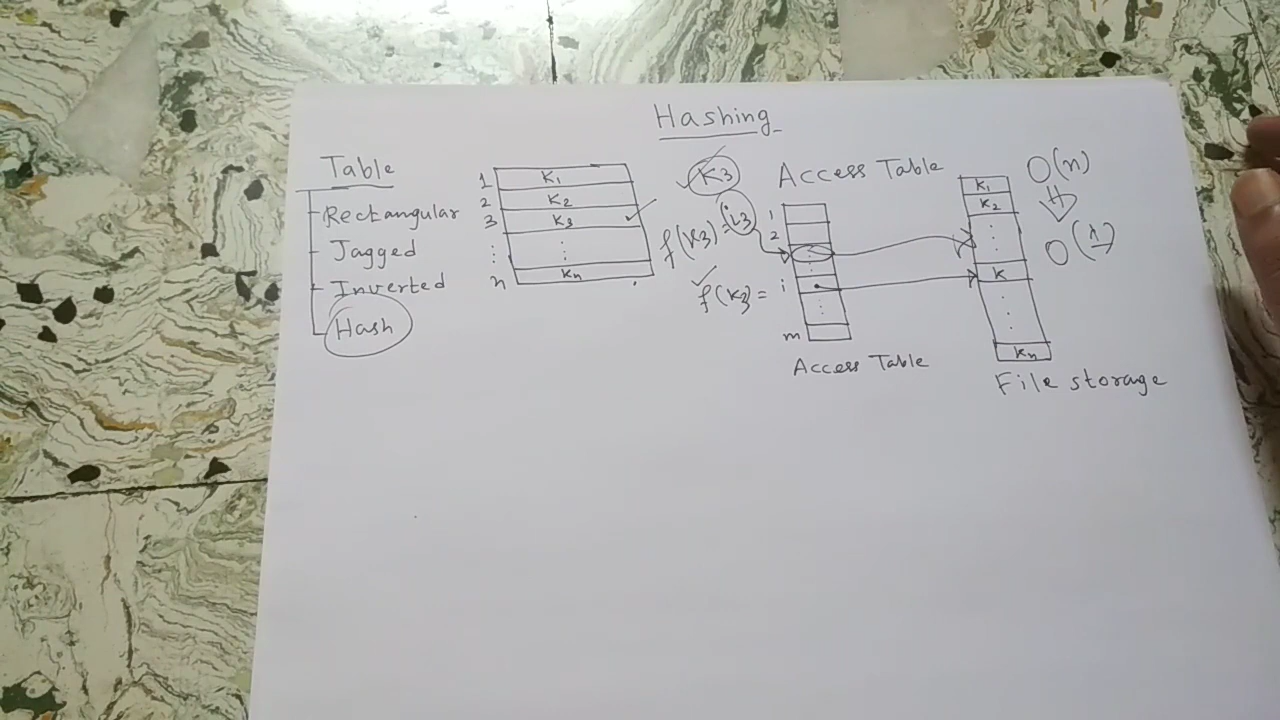 Hashing
Table
Rectangular
Jagged
Inverted
Hash
1 K1
2 K2
3 K3
⋮ ⋮
n Kn
K3
f(K3) = i3
f(K3) =
Access Table
1
2
⋮
i
⋮
m
Access Table
K1
K2
⋮
K
⋮
Kn
File storage
O(n)
H
O(1)